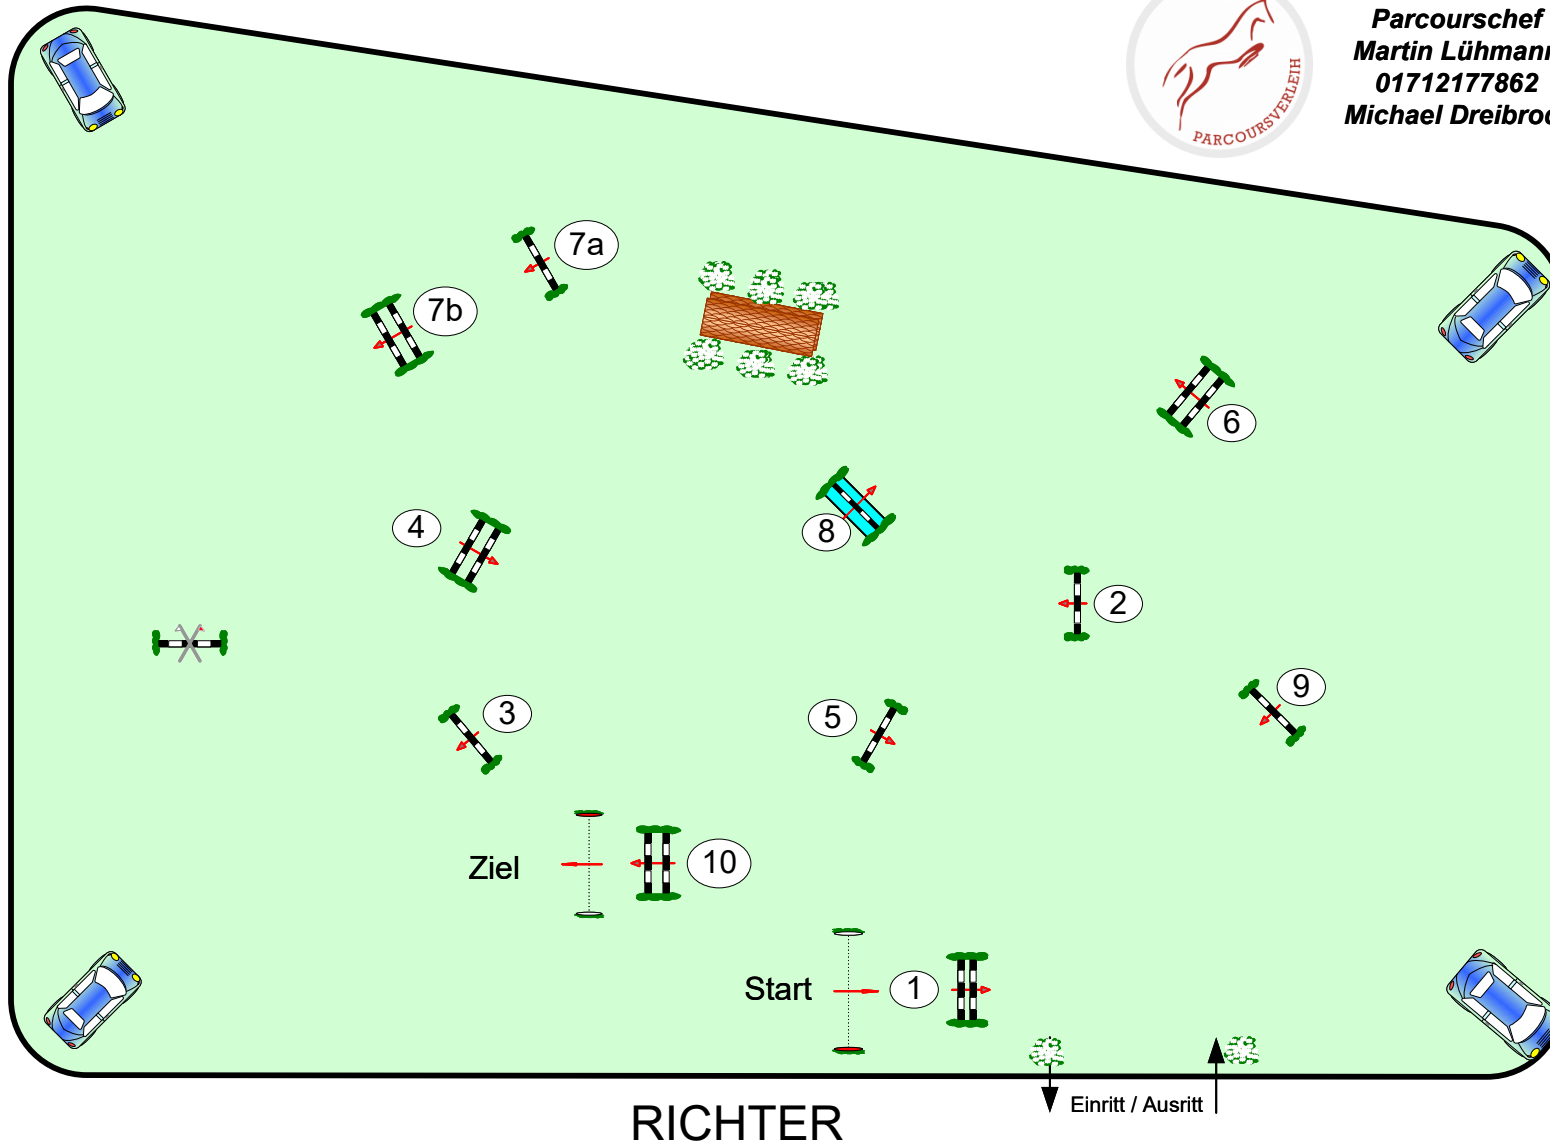 Parcourschef
Martin Lühmann
01712177862
Michael Dreibrod
PARCOURSVERLEIH
7a
7b
6
4
8
2
9
3
5
Ziel
10
Start
1
Einritt / Ausritt
RICHTER